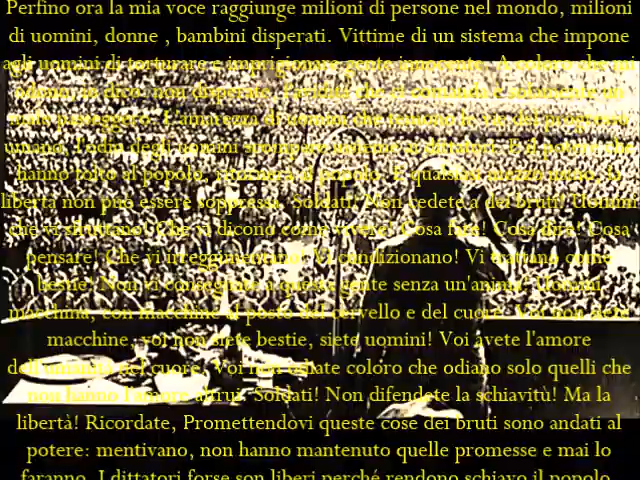 Perfino ora la mia voce raggiunge milioni di persone nel mondo, milioni
di uomini, donne , bambini disperati. Vittime di un sistema che impone
agli uomini di torturare e imprigionare gente innocente. A coloro che mi
odono, io dico: non disperate, l'avidità che ci comanda è solamente un
male passeggero. L'amarezza di uomini che temono le vie del progresso
umano, l'odio degli uomini scompare insieme ai dittatori. E il potere che
hanno tolto al popolo, ritornerà al popolo. E qualsiasi mezzo usino, la
libertà non può essere soppressa. Soldati! Non cedete a dei bruti! Uomini
che vi sfruttano! Che vi dicono come vivere! Cosa fare! Cosa dire! Cosa
pensare! Che vi irreggimentano! Vi condizionano! Vi trattano come
bestie! Non vi consegnate a questa gente senza un'anima! Uomini
macchina, con macchine al posto del cervello e del cuore. Voi non siete
macchine, voi non siete bestie, siete uomini! Voi avete l'amore
dell'umanità nel cuore. Voi non odiate coloro che odiano solo quelli che
non hanno l'amore altrui. Soldati! Non difendete la schiavitù! Ma la
libertà! Ricordate, Promettendovi queste cose dei bruti sono andati al
potere: mentivano, non hanno mantenuto quelle promesse e mai lo
faranno. I dittatori forse son liberi perché rendono schiavo il popolo